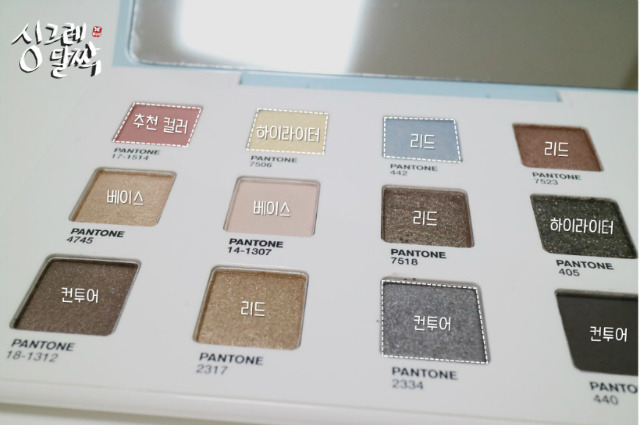 싱그레
달짝
추천 컬러
PANTONE
17-1514
하이라이터
PANTONE
7506
리드
PANTONE
442
리드
PANTONE
7523
베이스
PANTONE
4745
베이스
PANTONE
14-1307
리드
PANTONE
7518
하이라이터
PANTONE
405
컨투어
PANTONE
18-1312
리드
PANTONE
2317
컨투어
PANTONE
2334
컨투어
PANTO
440